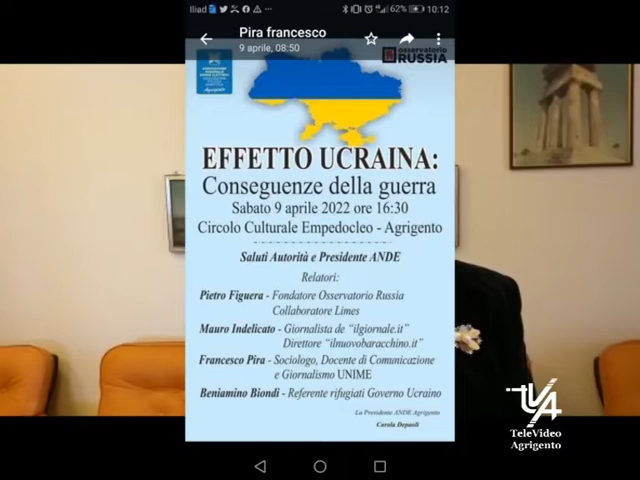 Iliad
62%
10:12
Pira francesco
9 aprile, 08:50
osservatorio
RUSSIA
Agrigento
EFFETTO UCRAINA:
Conseguenze della guerra
Sabato 9 aprile 2022 ore 16:30
Circolo Culturale Empedocleo - Agrigento
Saluti Autorità e Presidente ANDE
Relatori:
Pietro Figuera - Fondatore Osservatorio Russia
Collaboratore Limes
Mauro Indelicato - Giornalista de "ilgiornale.it"
Direttore "ilnuovobaracchino.it"
Francesco Pira - Sociologo, Docente di Comunicazione
e Giornalismo UNIME
Beniamino Biondi - Referente rifugiati Governo Ucraino
La Presidente ANDE Agrigento
Carola Depaoli
TVA
TeleVideo
Agrigento